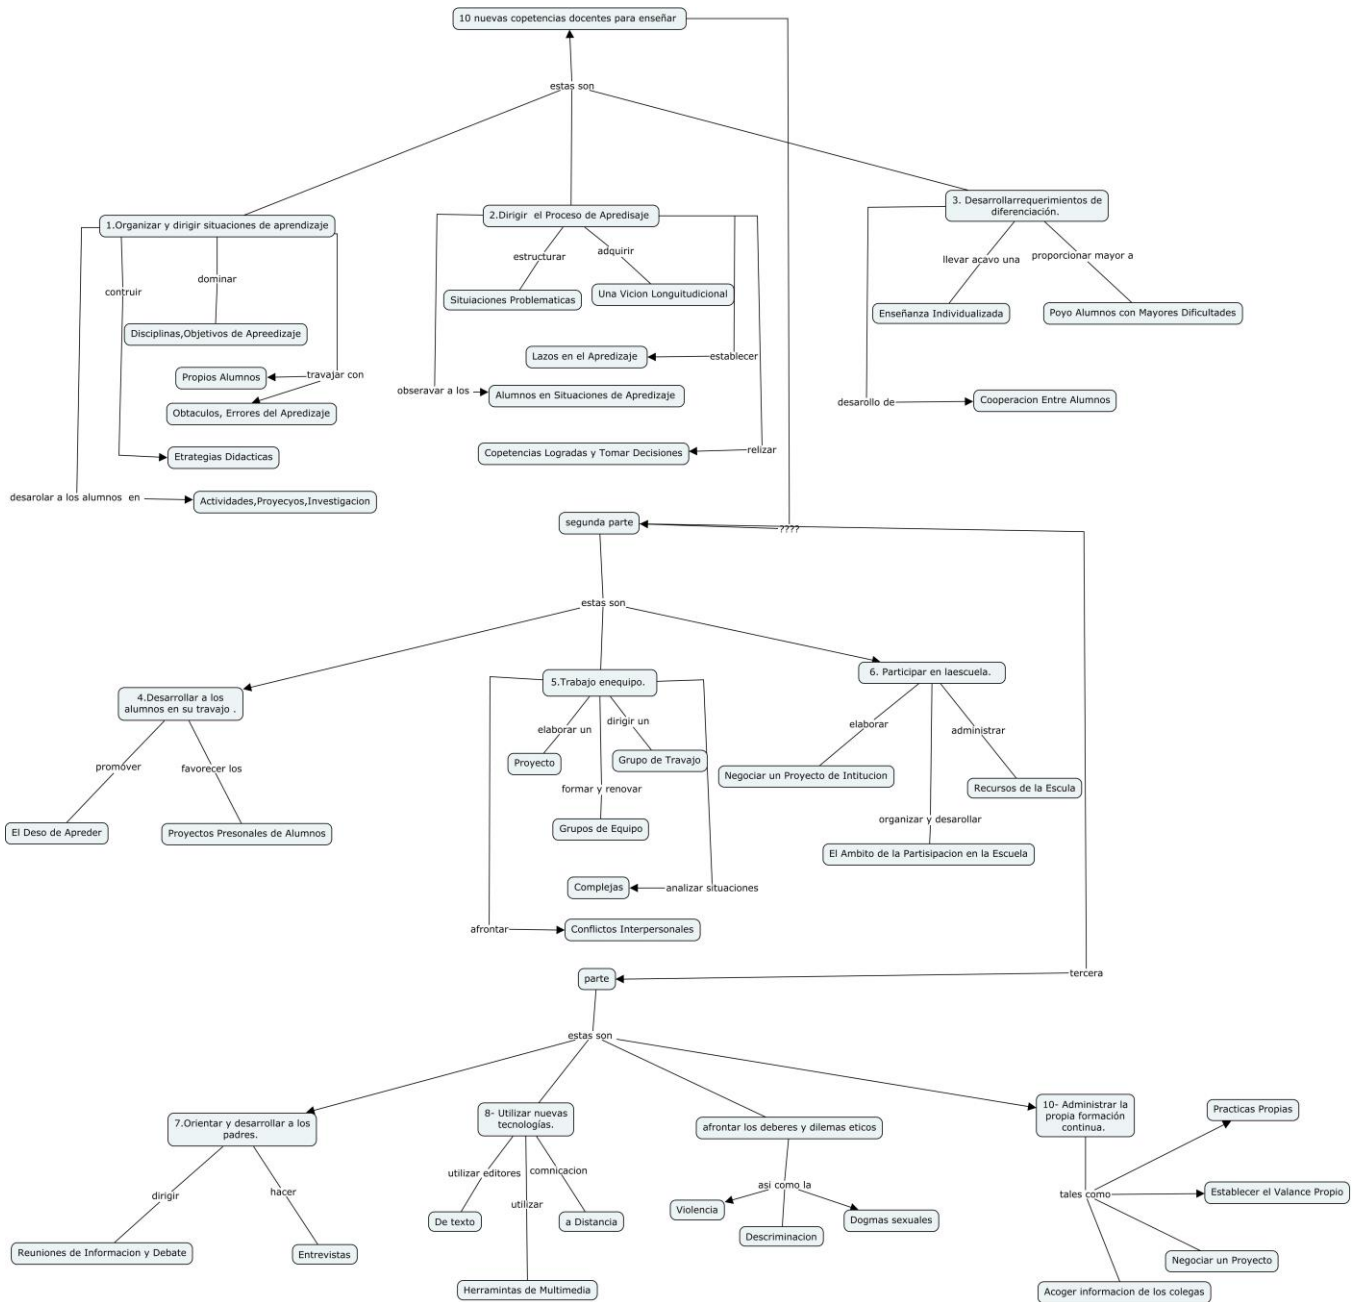 10 nuevas copetencias docentes para enseñar
estas son
1.Organizar y dirigir situaciones de aprendizaje
contruir
dominar
Disciplinas,Objetivos de Apreedizaje
travajar con
Propios Alumnos
Obtaculos, Errores del Apredizaje
Etrategias Didacticas
desarolar a los alumnos en
Actividades,Proyecyos,Investigacion
2.Dirigir el Proceso de Apredisaje
estructurar
adquirir
Situiaciones Problematicas
Una Vicion Longuitudicional
Lazos en el Apredizaje
establecer
obseravar a los
Alumnos en Situaciones de Apredizaje
Copetencias Logradas y Tomar Decisiones
relizar
3. Desarrollarrequerimientos de
diferenciación.
llevar acavo una
proporcionar mayor a
Enseñanza Individualizada
Poyo Alumnos con Mayores Dificultades
desarollo de
Cooperacion Entre Alumnos
segunda parte
????
estas son
4.Desarrollar a los
alumnos en su travajo .
promover
favorecer los
El Deso de Apreder
Proyectos Presonales de Alumnos
5.Trabajo enequipo.
elaborar un
dirigir un
Proyecto
Grupo de Travajo
formar y renovar
Grupos de Equipo
Complejas
analizar situaciones
afrontar
Conflictos Interpersonales
6. Participar en laescuela.
elaborar
administrar
Negociar un Proyecto de Intitucion
Recursos de la Escula
organizar y desarollar
El Ambito de la Partisipacion en la Escuela
parte
tercera
estas son
7.Orientar y desarrollar a los
padres.
dirigir
hacer
Reuniones de Informacion y Debate
Entrevistas
8- Utilizar nuevas
tecnologías.
utilizar editores
comnicacion
utilizar
De texto
a Distancia
Herramintas de Multimedia
afrontar los deberes y dilemas eticos
asi como la
Violencia
Descriminacion
Dogmas sexuales
10- Administrar la
propia formación
continua.
tales como
Practicas Propias
Establecer el Valance Propio
Negociar un Proyecto
Acoger informacion de los colegas